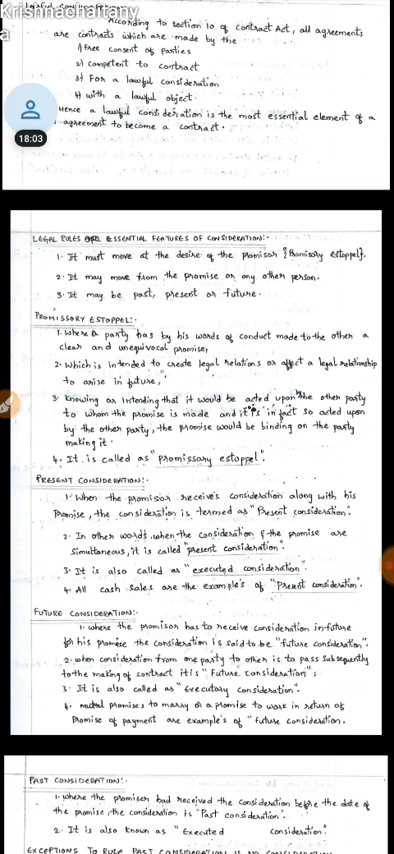 Krishnachaitany
a
According to section 10 of contract Act, all agreements
are contracts which are made by the
1) Free consent of parties
2) competent to contract
3) For a lawful consideration
4) with a lawful object.
Hence a lawful consideration is the most essential element of a
agreement to become a contract.
18:03
LEGAL RULES OR ESSENTIAL FEATURES OF CONSIDERATION:-
1. It must move at the desire of the promisor {Promissory estoppel}.
2. It may move from the promise or any other person.
3. It may be past, present or future.
PROMISSORY ESTOPPEL:-
1. where a party has by his words of conduct made to the other a
clear and unequivocal promise,
2. which is intended to create legal relations or affect a legal relationship
to arise in future,
3. knowing or intending that it would be acted upon by the other party
to whom the promise is made and it is in fact so acted upon
by the other party, the promise would be binding on the party
making it.
4. It is called as "promissory estoppel".
PRESENT CONSIDERATION:-
1. When the promisor receive's consideration along with his
Promise, the consideration is termed as "Present consideration".
2. In other words, when the consideration & the promise are
Simultaneous, it is called "present consideration".
3. It is also called as "executed consideration".
4. All cash sales are the example's of "Present consideration".
FUTURE CONSIDERATION:-
1. where the promisor has to receive consideration in future
for his promise the consideration is said to be "future consideration".
2. when consideration from one party to other is to pass subsequently
to the making of contract it is "Future consideration";
3. It is also called as "Executory consideration".
4. mutual promises to marry or a promise to work in return of
Promise of payment are example's of "future consideration.
PAST CONSIDERATION:-
1. where the promiser had received the consideration before the date of
the promise, the consideration is "Past consideration".
2. It is also known as "Executed consideration".
EXCEPTIONS TO RULE PAST CONSIDERATION IS NO CONSIDERATION